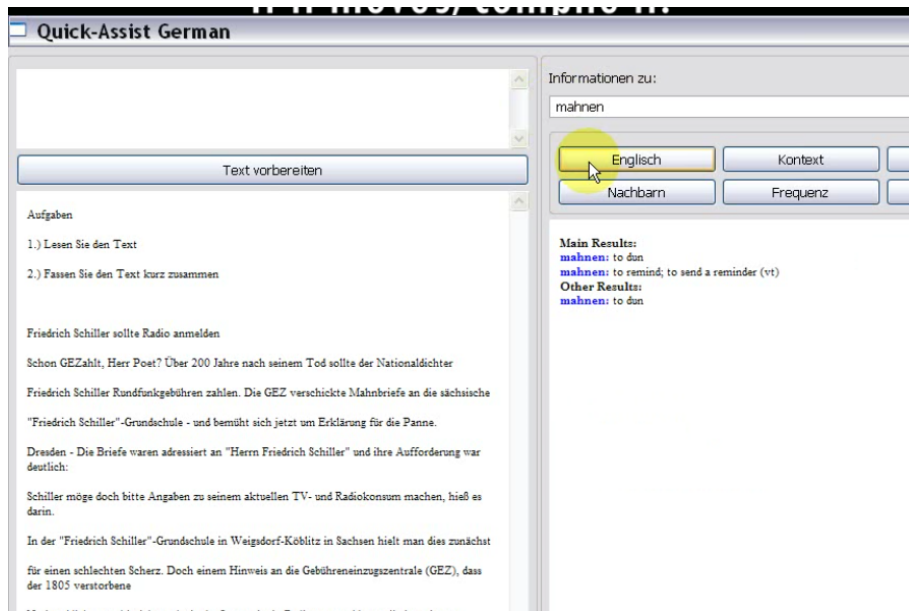 Quick-Assist German
Informationen zu:
mahnen
Text vorbereiten
Englisch
Kontext
Nachbarn
Frequenz
Aufgaben
1.) Lesen Sie den Text
2.) Fassen Sie den Text kurz zusammen
Friedrich Schiller sollte Radio anmelden
Schon GEZahlt, Herr Poet? Über 200 Jahre nach seinem Tod sollte der Nationaldichter
Friedrich Schiller Rundfunkgebühren zahlen. Die GEZ verschickte Mahnbriefe an die sächsische
"Friedrich Schiller"-Grundschule - und bemüht sich jetzt um Erklärung für die Panne.
Dresden - Die Briefe waren adressiert an "Herrn Friedrich Schiller" und ihre Aufforderung war
deutlich:
Schiller möge doch bitte Angaben zu seinem aktuellen TV- und Radiokonsum machen, hieß es
darin.
In der "Friedrich Schiller"-Grundschule in Weigsdorf-Köblitz in Sachsen hielt man dies zunächst
für einen schlechten Scherz. Doch einem Hinweis an die Gebühreneinzugszentrale (GEZ), dass
der 1805 verstorbene
Main Results:
mahnen: to dun
mahnen: to remind; to send a reminder (vt)
Other Results:
mahnen: to dun